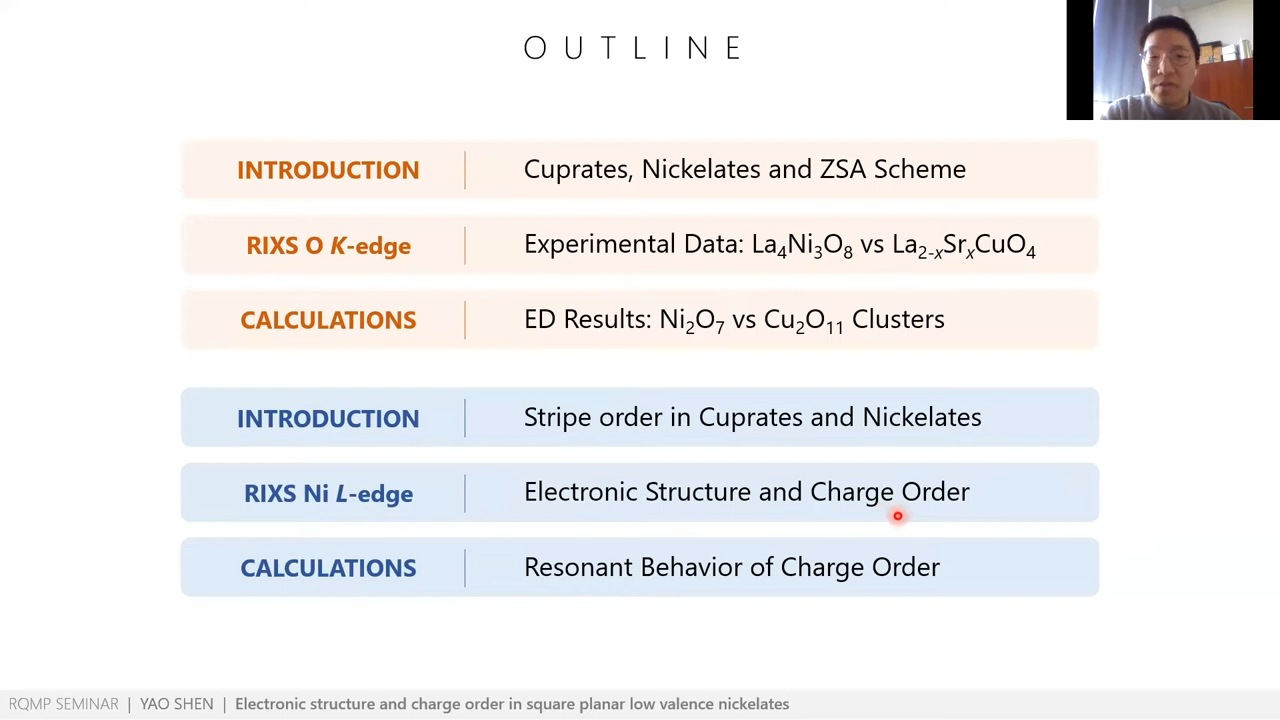 OUTLINE
INTRODUCTION | Cuprates, Nickelates and ZSA Scheme
RIXS O K-edge | Experimental Data: La₄Ni₃O₈ vs La₂₋ₓSrₓCuO₄
CALCULATIONS | ED Results: Ni₂O₇ vs Cu₂O₁₁ Clusters
INTRODUCTION | Stripe order in Cuprates and Nickelates
RIXS Ni L-edge | Electronic Structure and Charge Order
CALCULATIONS | Resonant Behavior of Charge Order
RQMP SEMINAR | YAO SHEN | Electronic structure and charge order in square planar low valence nickelates